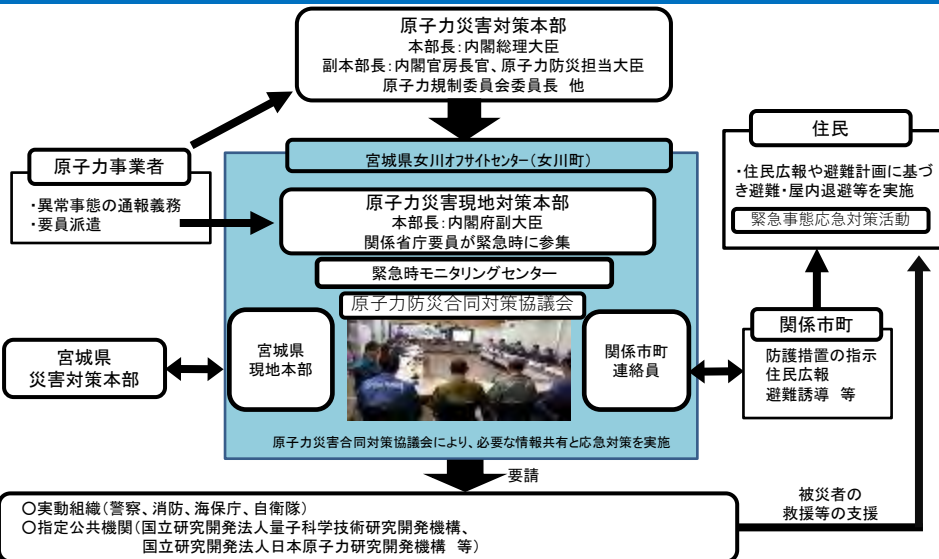 原子力災害対策本部
本部長：内閣総理大臣
副本部長：内閣官房長官、原子力防災担当大臣
原子力規制委員会委員長　他
原子力事業者
・異常事態の通報義務
・要員派遣
宮城県女川オフサイトセンター（女川町）
原子力災害現地対策本部
本部長：内閣府副大臣
関係省庁要員が緊急時に参集
緊急時モニタリングセンター
原子力防災合同対策協議会
宮城県
災害対策本部
宮城県
現地本部
関係市町
連絡員
原子力災害合同対策協議会により、必要な情報共有と応急対策を実施
住民
・住民広報や避難計画に基づ
き避難・屋内退避等を実施
緊急事態応急対策活動
関係市町
防護措置の指示
住民広報
避難誘導　等
要請
被災者の
救援等の支援
○実動組織（警察、消防、海保庁、自衛隊）
○指定公共機関（国立研究開発法人量子科学技術研究開発機構、
国立研究開発法人日本原子力研究開発機構　等）